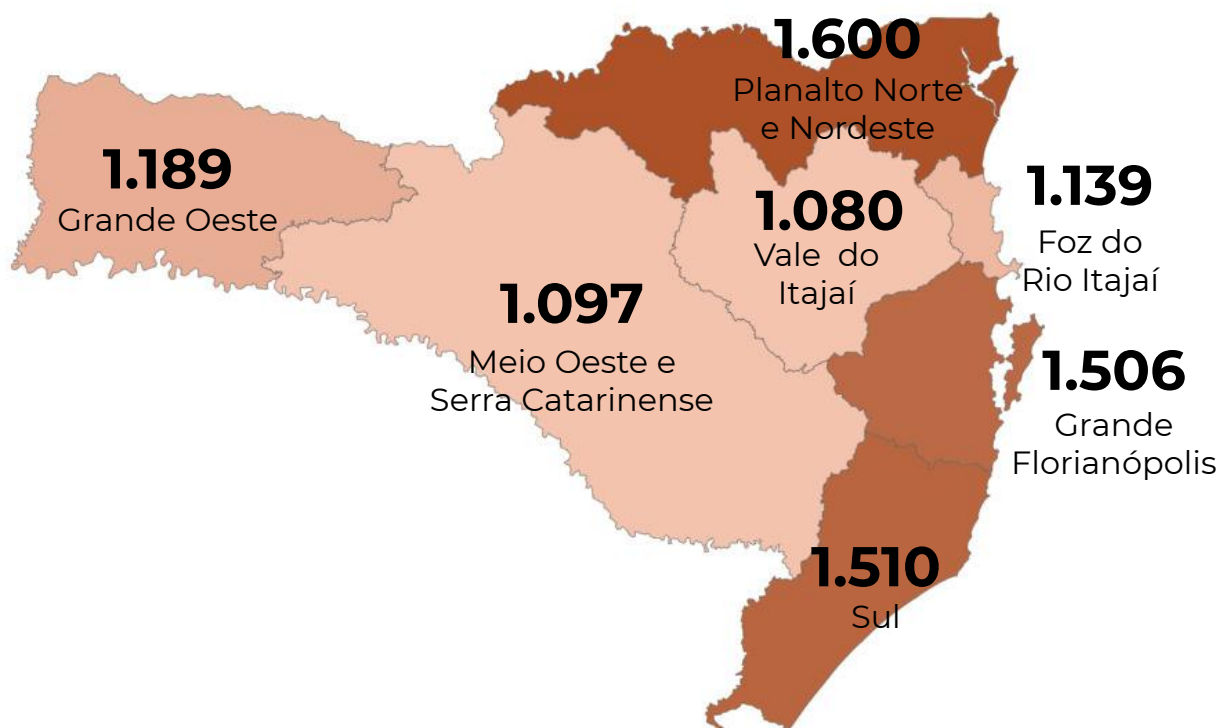 1.600
Planalto Norte
e Nordeste
1.189
Grande Oeste
1.080
Vale do
Itajaí
1.139
Foz do
Rio Itajaí
1.097
Meio Oeste e
Serra Catarinense
1.506
Grande
Florianópolis
1.510
Sul